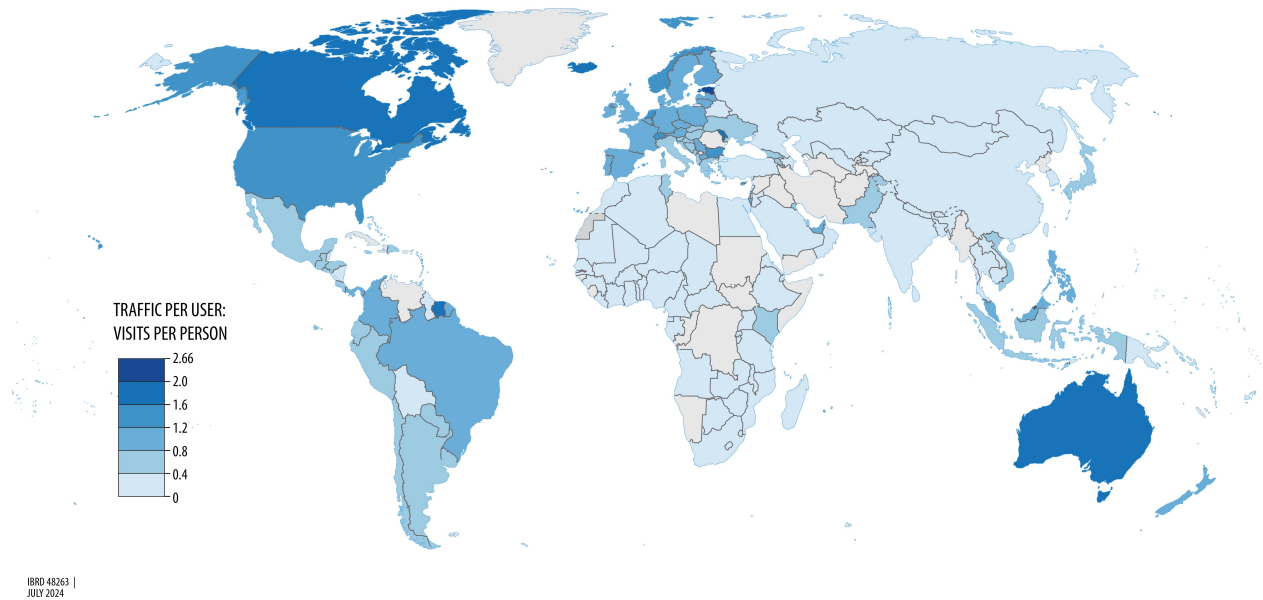 TRAFFIC PER USER:
VISITS PER PERSON
2.66
2.0
1.6
1.2
0.8
0.4
0
IBRD 48263 |
JULY 2024